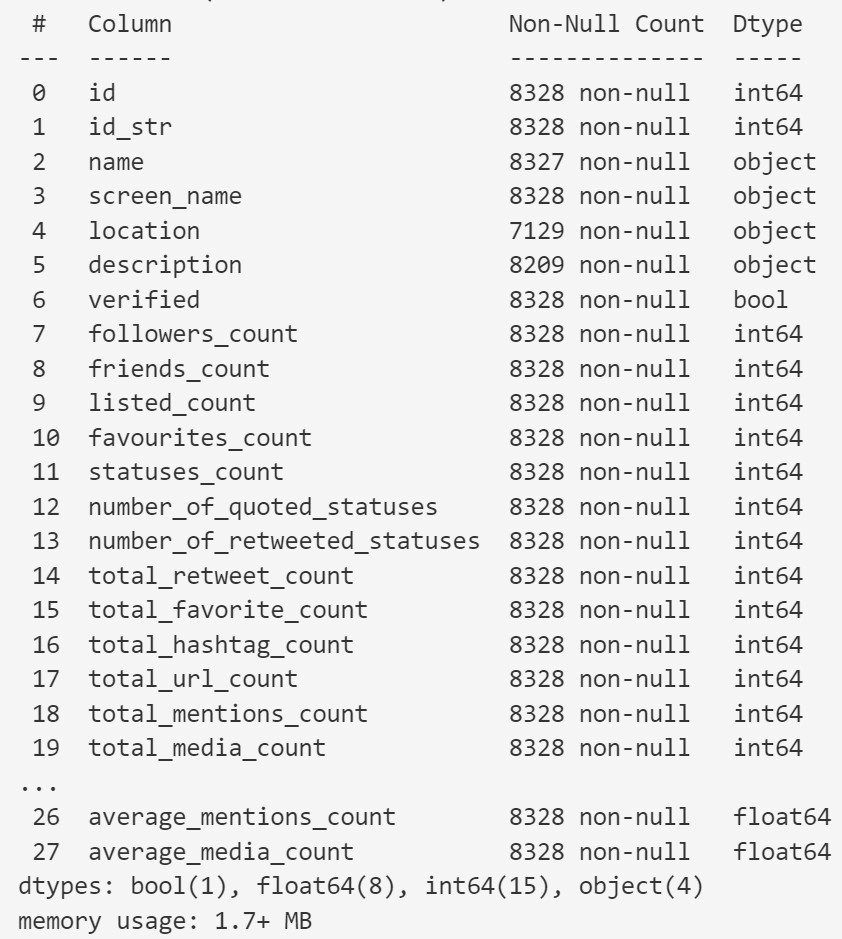 #   Column                        Non-Null Count  Dtype
---  ------                        --------------  -----
 0   id                            8328 non-null   int64
 1   id_str                        8328 non-null   int64
 2   name                          8327 non-null   object
 3   screen_name                   8328 non-null   object
 4   location                      7129 non-null   object
 5   description                   8209 non-null   object
 6   verified                      8328 non-null   bool
 7   followers_count               8328 non-null   int64
 8   friends_count                 8328 non-null   int64
 9   listed_count                  8328 non-null   int64
 10  favourites_count              8328 non-null   int64
 11  statuses_count                8328 non-null   int64
 12  number_of_quoted_statuses     8328 non-null   int64
 13  number_of_retweeted_statuses  8328 non-null   int64
 14  total_retweet_count           8328 non-null   int64
 15  total_favorite_count          8328 non-null   int64
 16  total_hashtag_count           8328 non-null   int64
 17  total_url_count               8328 non-null   int64
 18  total_mentions_count          8328 non-null   int64
 19  total_media_count             8328 non-null   int64
...
 26  average_mentions_count        8328 non-null   float64
 27  average_media_count           8328 non-null   float64
dtypes: bool(1), float64(8), int64(15), object(4)
memory usage: 1.7+ MB